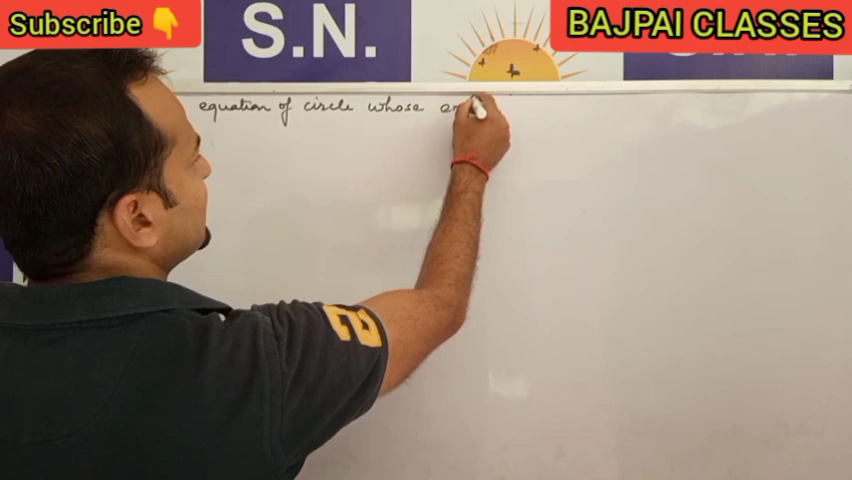 Subscribe 👇
BAJPAI CLASSES
S.N.
equation of circle whose